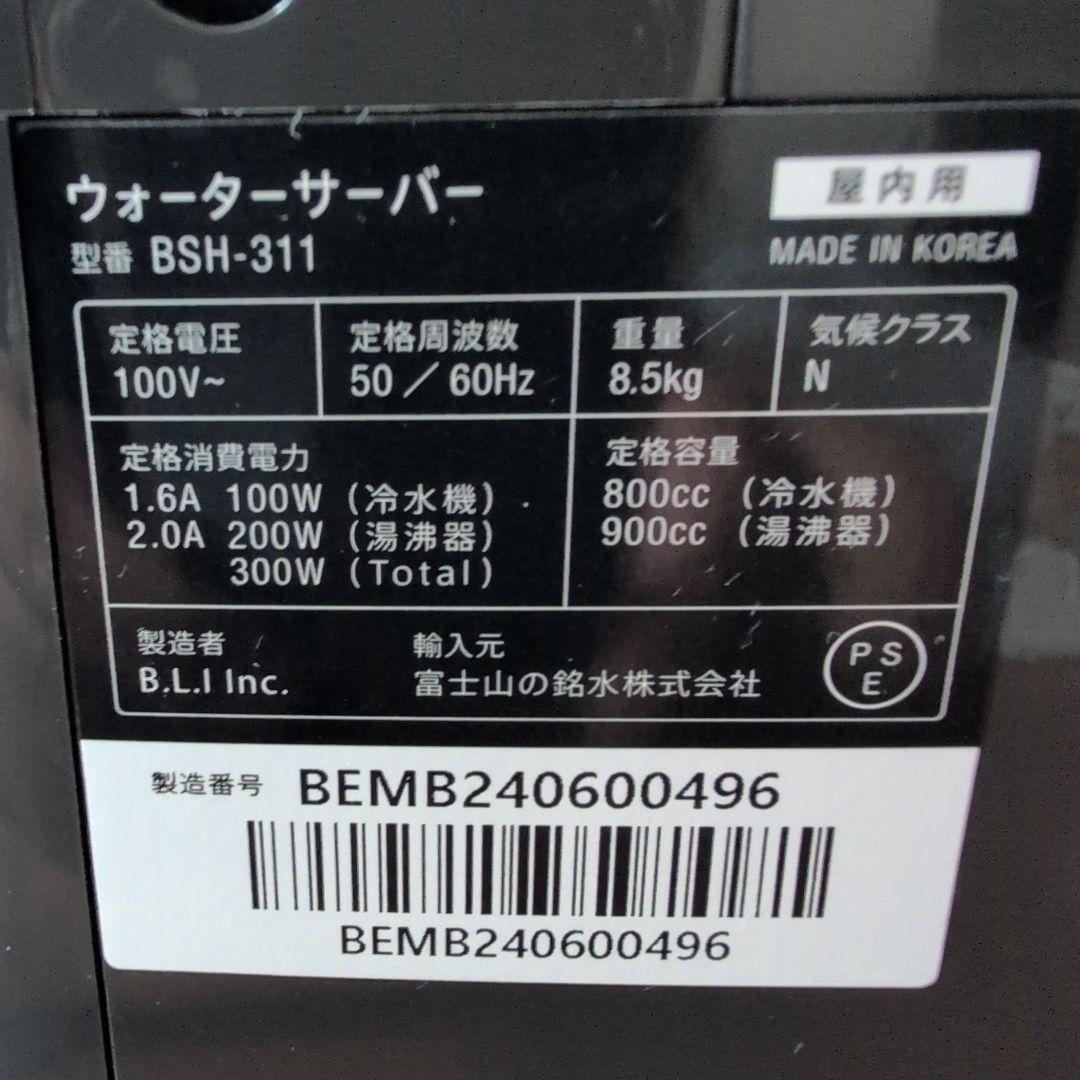 ウォーターサーバー
屋内用
型番 BSH-311
MADE IN KOREA
定格電圧
100V~
定格周波数
50 / 60Hz
重量
8.5kg
気候クラス
N
定格消費電力
1.6A 100W (冷水機)
2.0A 200W (湯沸器)
300W (Total)
定格容量
800cc (冷水機)
900cc (湯沸器)
製造者
B.L.I Inc.
輸入元
富士山の銘水株式会社
PS
E
製造番号 BEMB240600496
BEMB240600496